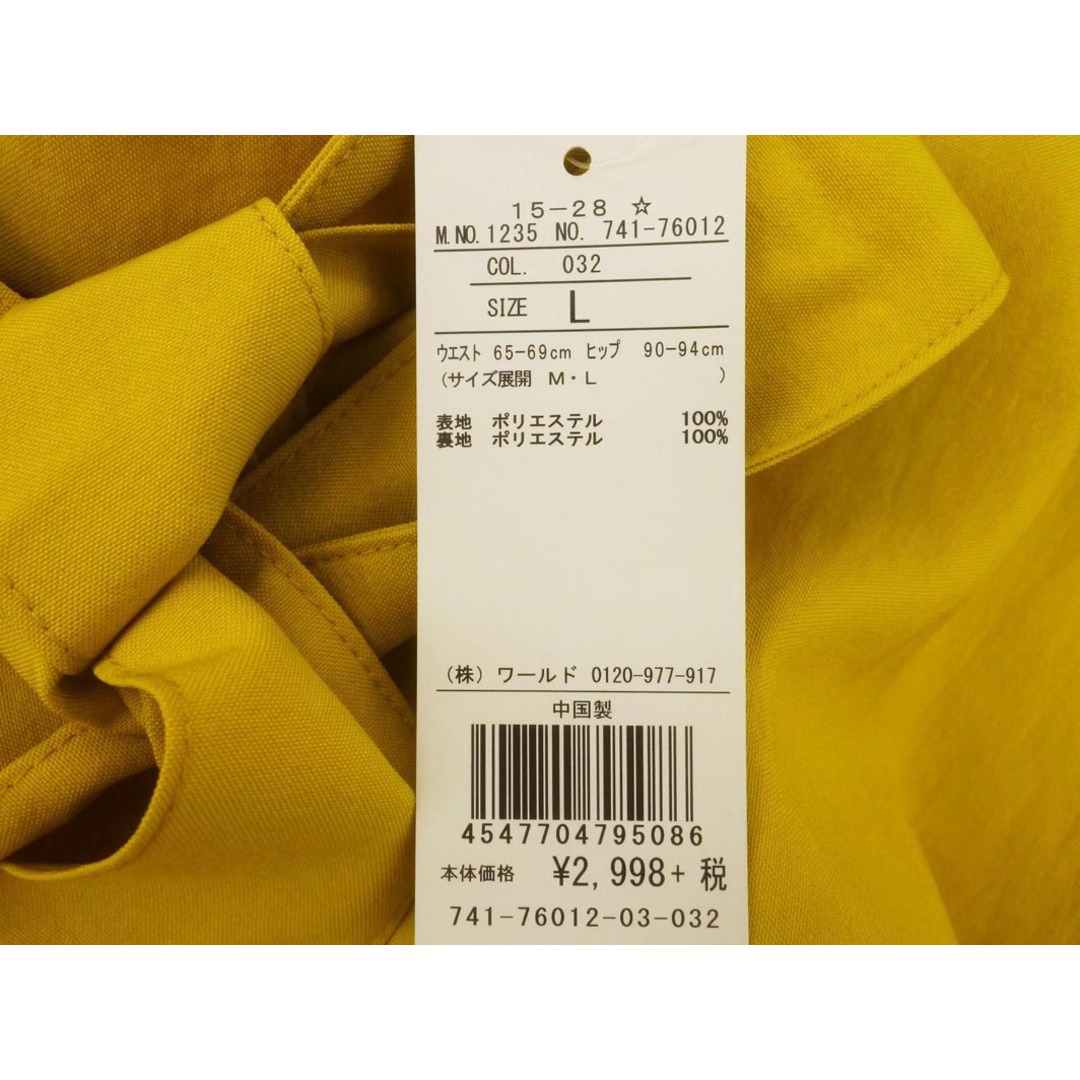 15-28 ☆
M.NO.1235 NO. 741-76012
COL. 032
SIZE L
ウエスト 65-69cm ヒップ 90-94cm
(サイズ展開 M・L )
表地 ポリエステル 100%
裏地 ポリエステル 100%
(株) ワールド 0120-977-917
中国製
4547704795086
本体価格 ¥2,998+ 税
741-76012-03-032